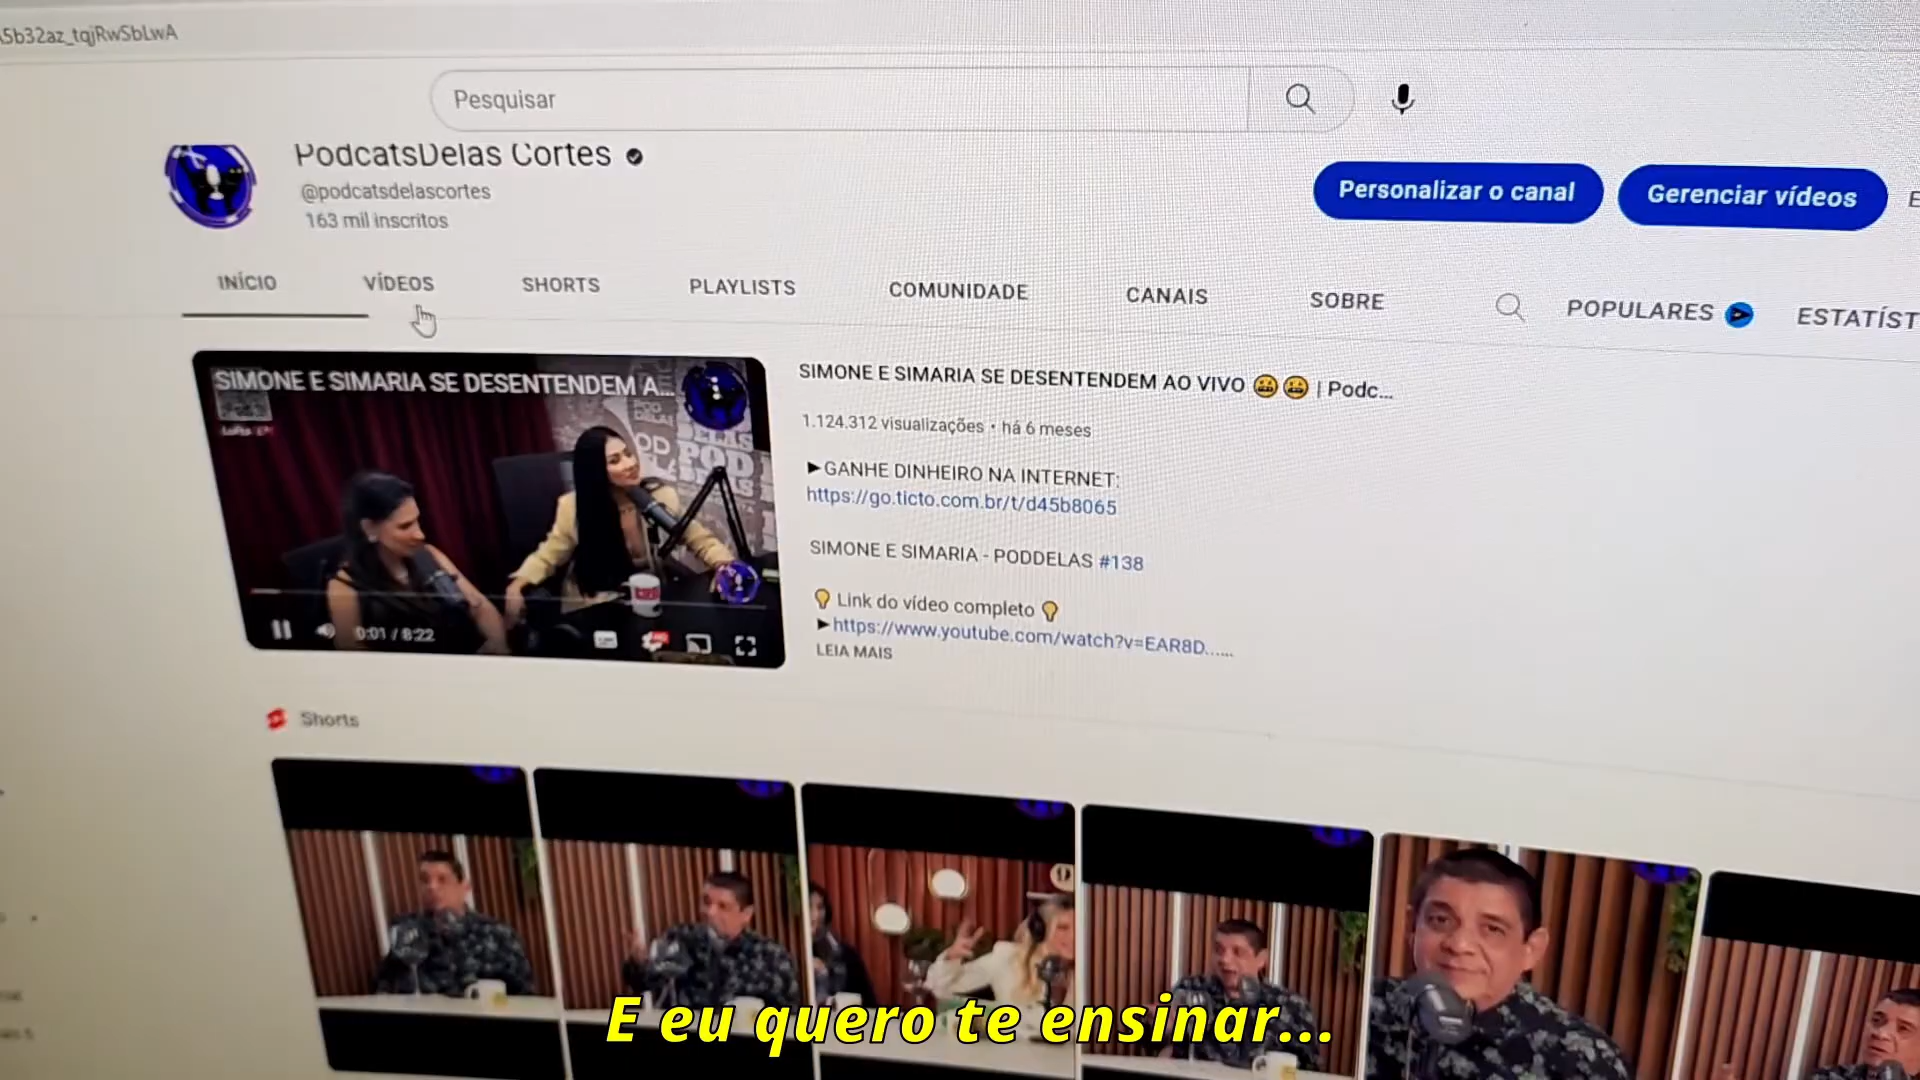 5b32az_tqjRwSbLwA
Pesquisar
PodcatsDelas Cortes
@podcatsdelascortes
163 mil inscritos
Personalizar o canal
Gerenciar vídeos
INÍCIO
VÍDEOS
SHORTS
PLAYLISTS
COMUNIDADE
CANAIS
SOBRE
POPULARES
ESTATÍST
SIMONE E SIMARIA SE DESENTENDEM A...
0:01 / 8:22
SIMONE E SIMARIA SE DESENTENDEM AO VIVO 😬😬 | Podc...
1.124.312 visualizações • há 6 meses
►GANHE DINHEIRO NA INTERNET:
https://go.ticto.com.br/t/d45b8065
SIMONE E SIMARIA - PODDELAS #138
👇 Link do vídeo completo 👇
►https://www.youtube.com/watch?v=EAR8D......
LEIA MAIS
Shorts
E eu quero te ensinar...